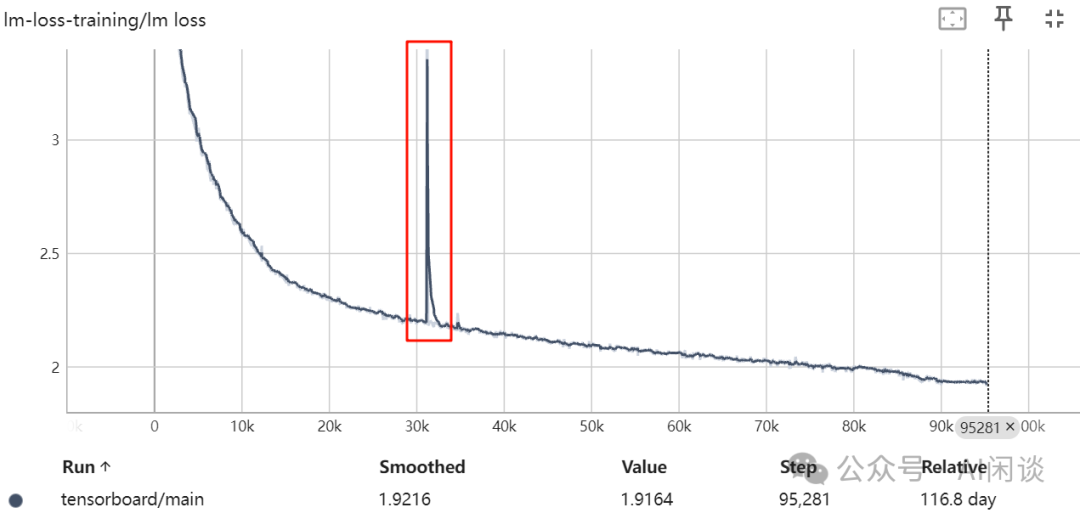 lm-loss-training/lm loss
3
2.5
2
0 10k 20k 30k 40k 50k 60k 70k 80k 90k 95281 × 00k
Run ↑ Smoothed Value Step Relative
公众号 AI闲谈
tensorboard/main 1.9216 1.9164 95,281 116.8 day